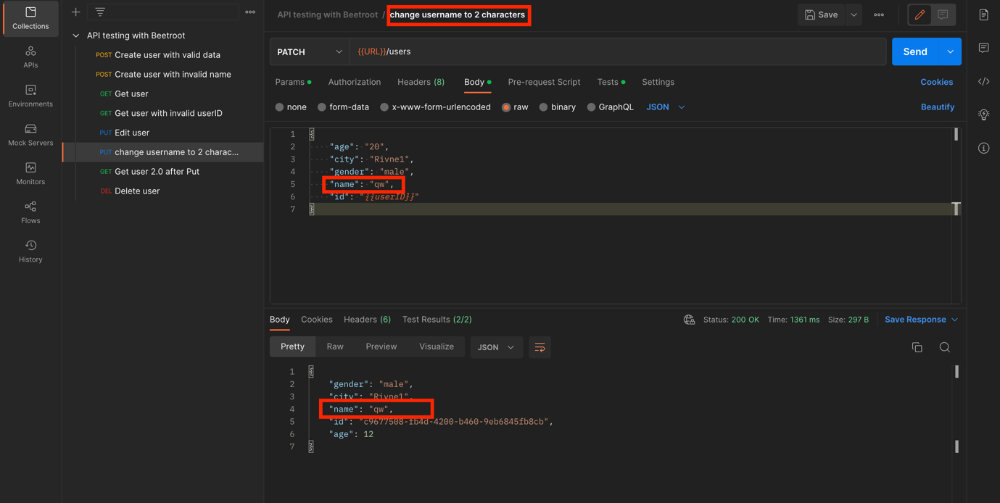 Collections
APIs
Environments
Mock Servers
Monitors
Flows
History
API testing with Beetroot
POST Create user with valid data
POST Create user with invalid name
GET Get user
GET Get user with invalid userID
PUT Edit user
PUT change username to 2 charac...
GET Get user 2.0 after Put
DEL Delete user
API testing with Beetroot / change username to 2 characters
Save
PATCH
{{URL}}/users
Send
Params
Authorization
Headers (8)
Body
Pre-request Script
Tests
Settings
Cookies
none
form-data
x-www-form-urlencoded
raw
binary
GraphQL
JSON
Beautify
1 {
2 "age": "20",
3 "city": "Rivne1",
4 "gender": "male",
5 "name": "qw",
6 "id": "{{userID}}"
7 }
Body
Cookies
Headers (6)
Test Results (2/2)
Status: 200 OK
Time: 1361 ms
Size: 297 B
Save Response
Pretty
Raw
Preview
Visualize
JSON
1 {
2 "gender": "male",
3 "city": "Rivne1",
4 "name": "qw",
5 "id": "c9677508-fb4d-4200-b460-9eb6845fb8cb",
6 "age": 12
7 }